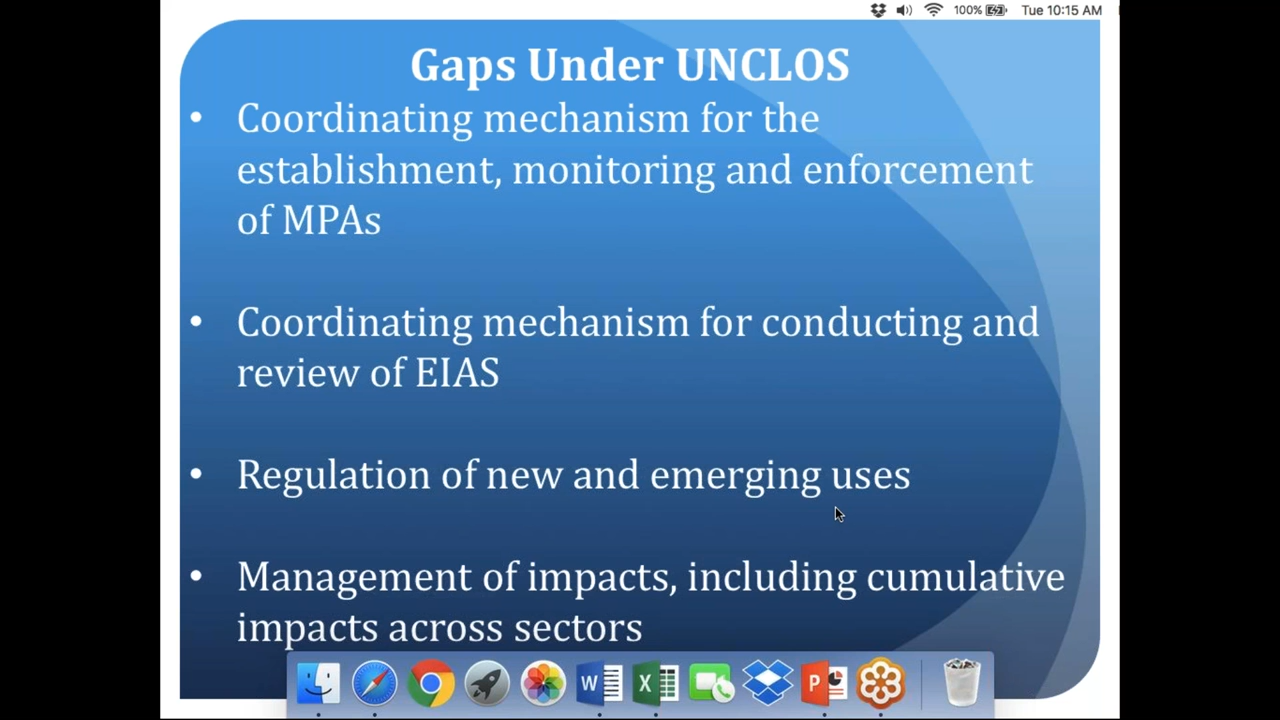 100% Tue 10:15 AM
Gaps Under UNCLOS
• Coordinating mechanism for the
establishment, monitoring and enforcement
of MPAs
• Coordinating mechanism for conducting and
review of EIAS
• Regulation of new and emerging uses
• Management of impacts, including cumulative
impacts across sectors
W X P